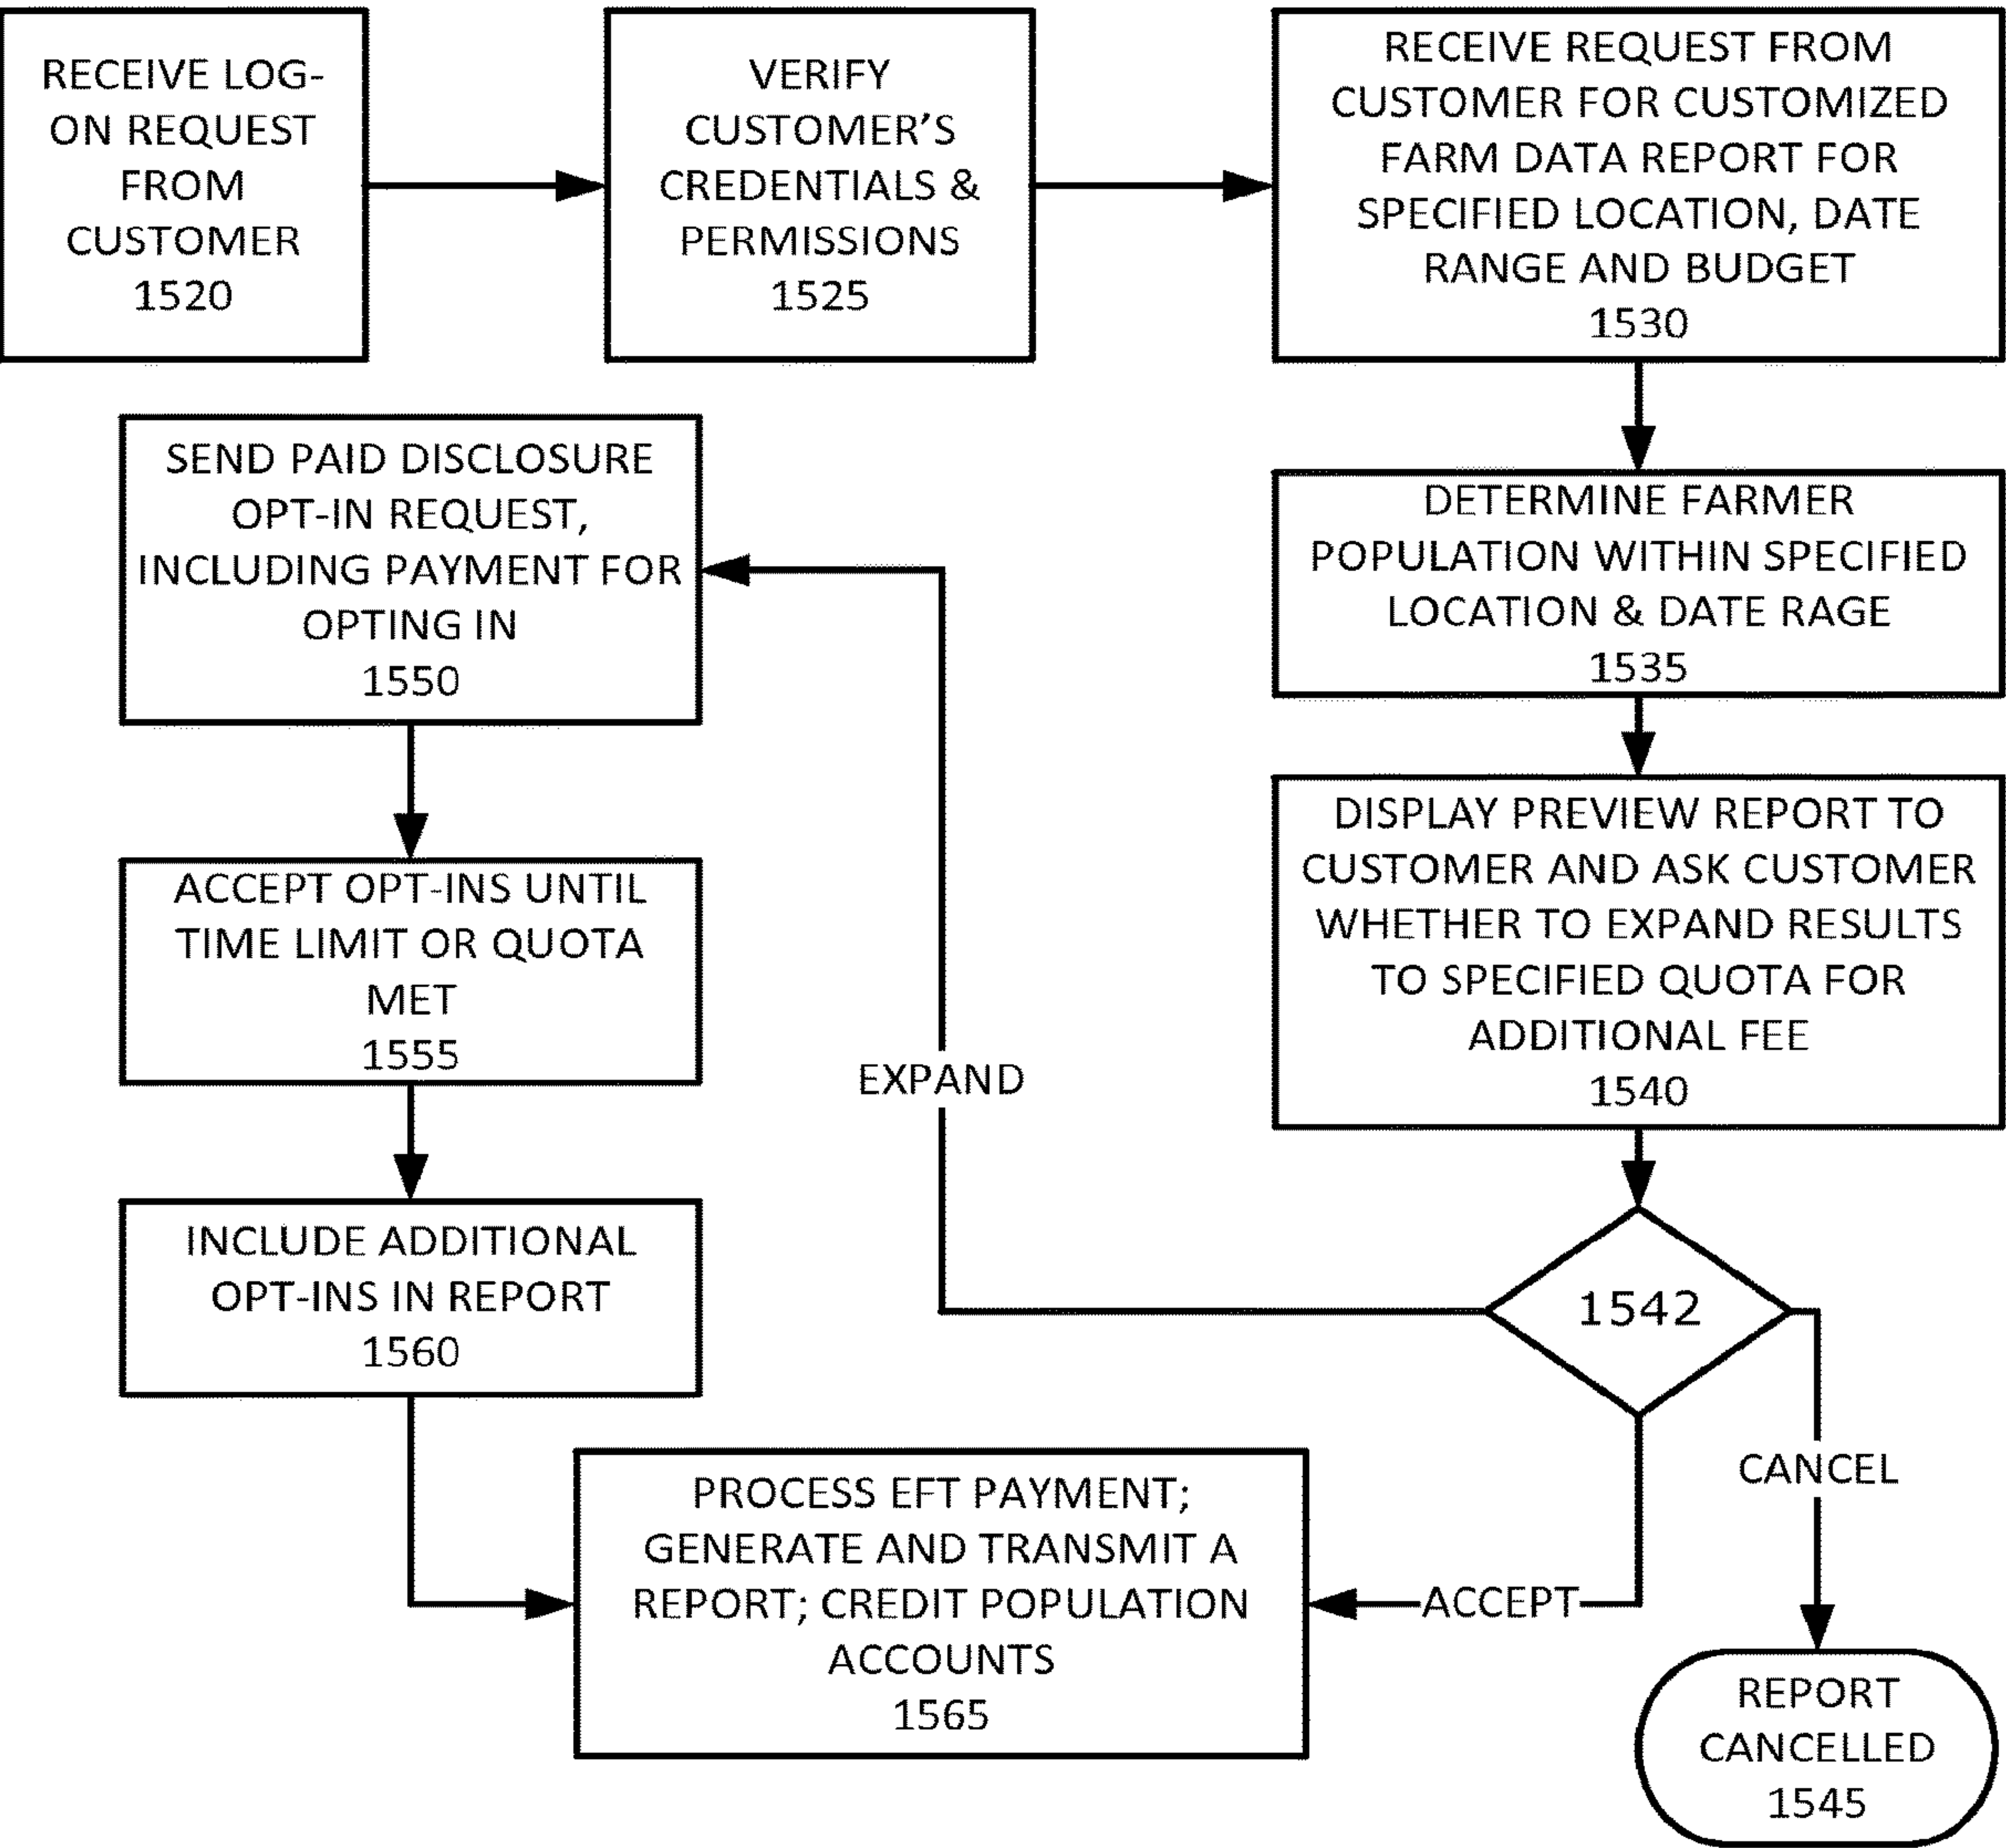 RECEIVE LOG-
ON REQUEST
FROM
CUSTOMER
1520
VERIFY
CUSTOMER’S
CREDENTIALS &
PERMISSIONS
1525
RECEIVE REQUEST FROM
CUSTOMER FOR CUSTOMIZED
FARM DATA REPORT FOR
SPECIFIED LOCATION, DATE
RANGE AND BUDGET
1530
DETERMINE FARMER
POPULATION WITHIN SPECIFIED
LOCATION & DATE RAGE
1535
DISPLAY PREVIEW REPORT TO
CUSTOMER AND ASK CUSTOMER
WHETHER TO EXPAND RESULTS
TO SPECIFIED QUOTA FOR
ADDITIONAL FEE
1540
1542
EXPAND
CANCEL
ACCEPT
REPORT
CANCELLED
1545
SEND PAID DISCLOSURE
OPT-IN REQUEST,
INCLUDING PAYMENT FOR
OPTING IN
1550
ACCEPT OPT-INS UNTIL
TIME LIMIT OR QUOTA
MET
1555
INCLUDE ADDITIONAL
OPT-INS IN REPORT
1560
PROCESS EFT PAYMENT;
GENERATE AND TRANSMIT A
REPORT; CREDIT POPULATION
ACCOUNTS
1565